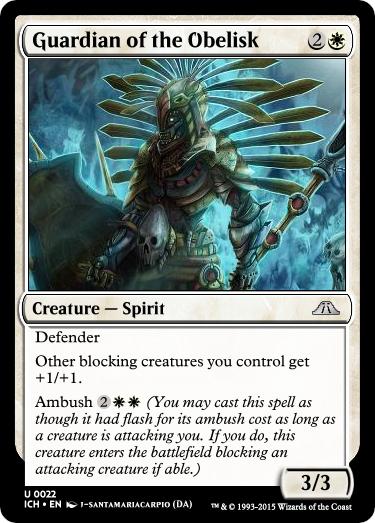 Guardian of the Obelisk 2
Creature — Spirit
Defender
Other blocking creatures you control get
+1/+1.
Ambush 2 (You may cast this spell as
though it had flash for its ambush cost as long as
a creature is attacking you. If you do, this
creature enters the battlefield blocking an
attacking creature if able.)
3/3
U 0022
ICH • EN J-SANTAMARIACARPIO (DA)
™ & © 1993-2015 Wizards of the Coast